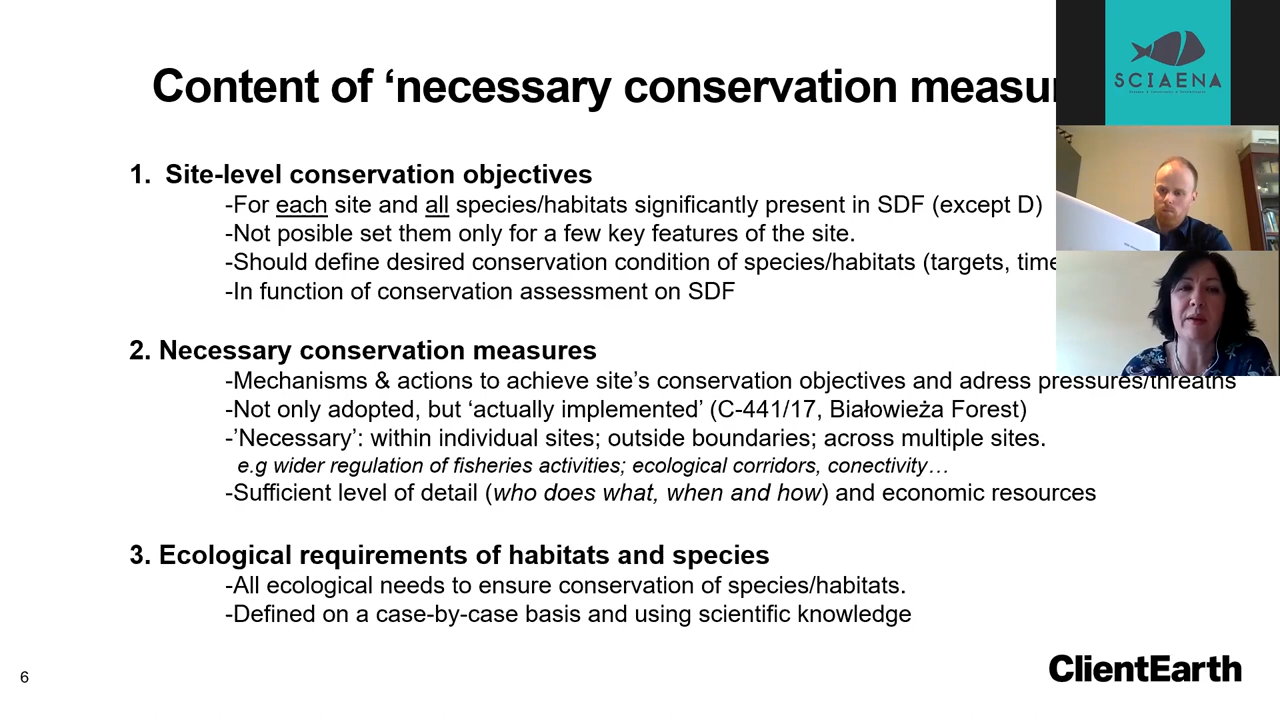 Content of ‘necessary conservation measur
SCIAENA
1. Site-level conservation objectives
-For each site and all species/habitats significantly present in SDF (except D)
-Not posible set them only for a few key features of the site.
-Should define desired conservation condition of species/habitats (targets, time
-In function of conservation assessment on SDF
2. Necessary conservation measures
-Mechanisms & actions to achieve site’s conservation objectives and adress pressures/threaths
-Not only adopted, but ‘actually implemented’ (C-441/17, Białowieża Forest)
-’Necessary’: within individual sites; outside boundaries; across multiple sites.
e.g wider regulation of fisheries activities; ecological corridors, conectivity…
-Sufficient level of detail (who does what, when and how) and economic resources
3. Ecological requirements of habitats and species
-All ecological needs to ensure conservation of species/habitats.
-Defined on a case-by-case basis and using scientific knowledge
6
ClientEarth